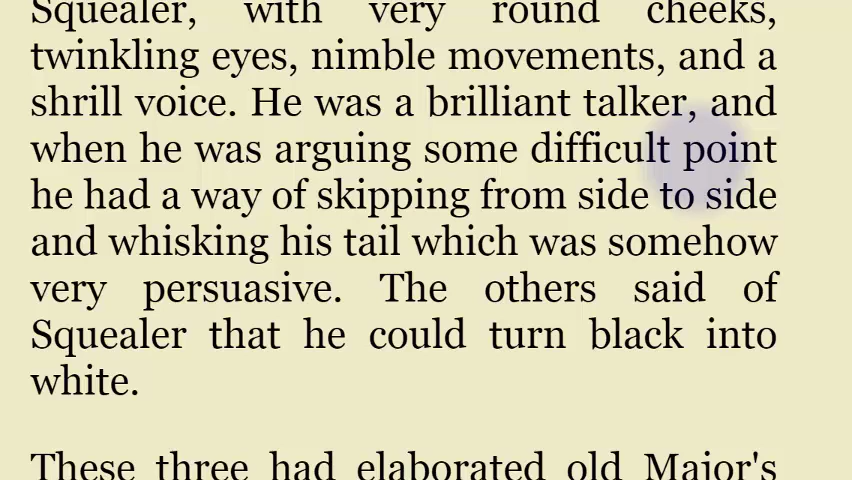 Squealer, with very round cheeks,
twinkling eyes, nimble movements, and a
shrill voice. He was a brilliant talker, and
when he was arguing some difficult point
he had a way of skipping from side to side
and whisking his tail which was somehow
very persuasive. The others said of
Squealer that he could turn black into
white.
These three had elaborated old Major's